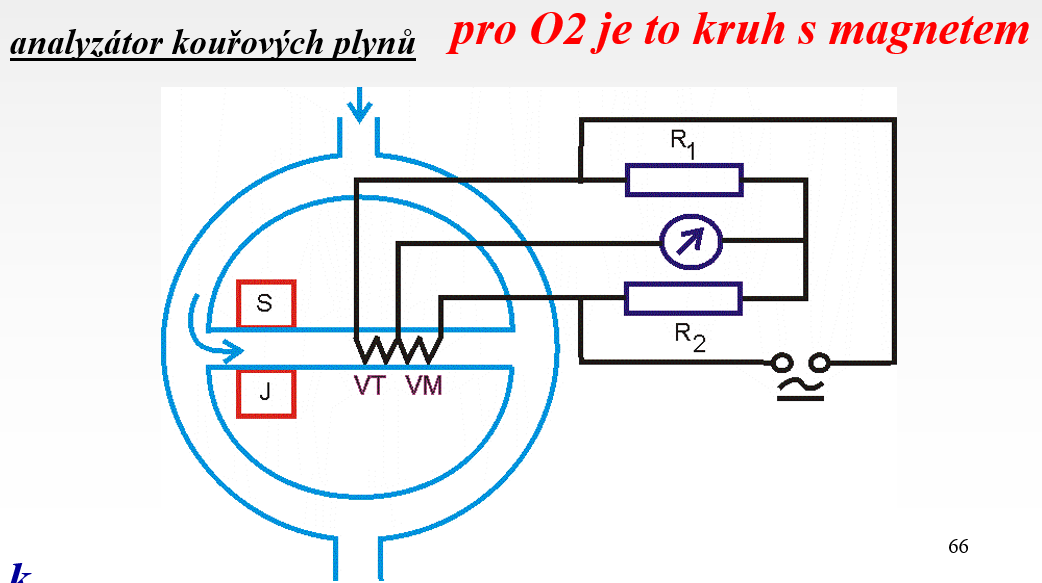 analyzátor kouřových plynů
pro O2 je to kruh s magnetem
R1
S
R2
J
VT VM
66
k